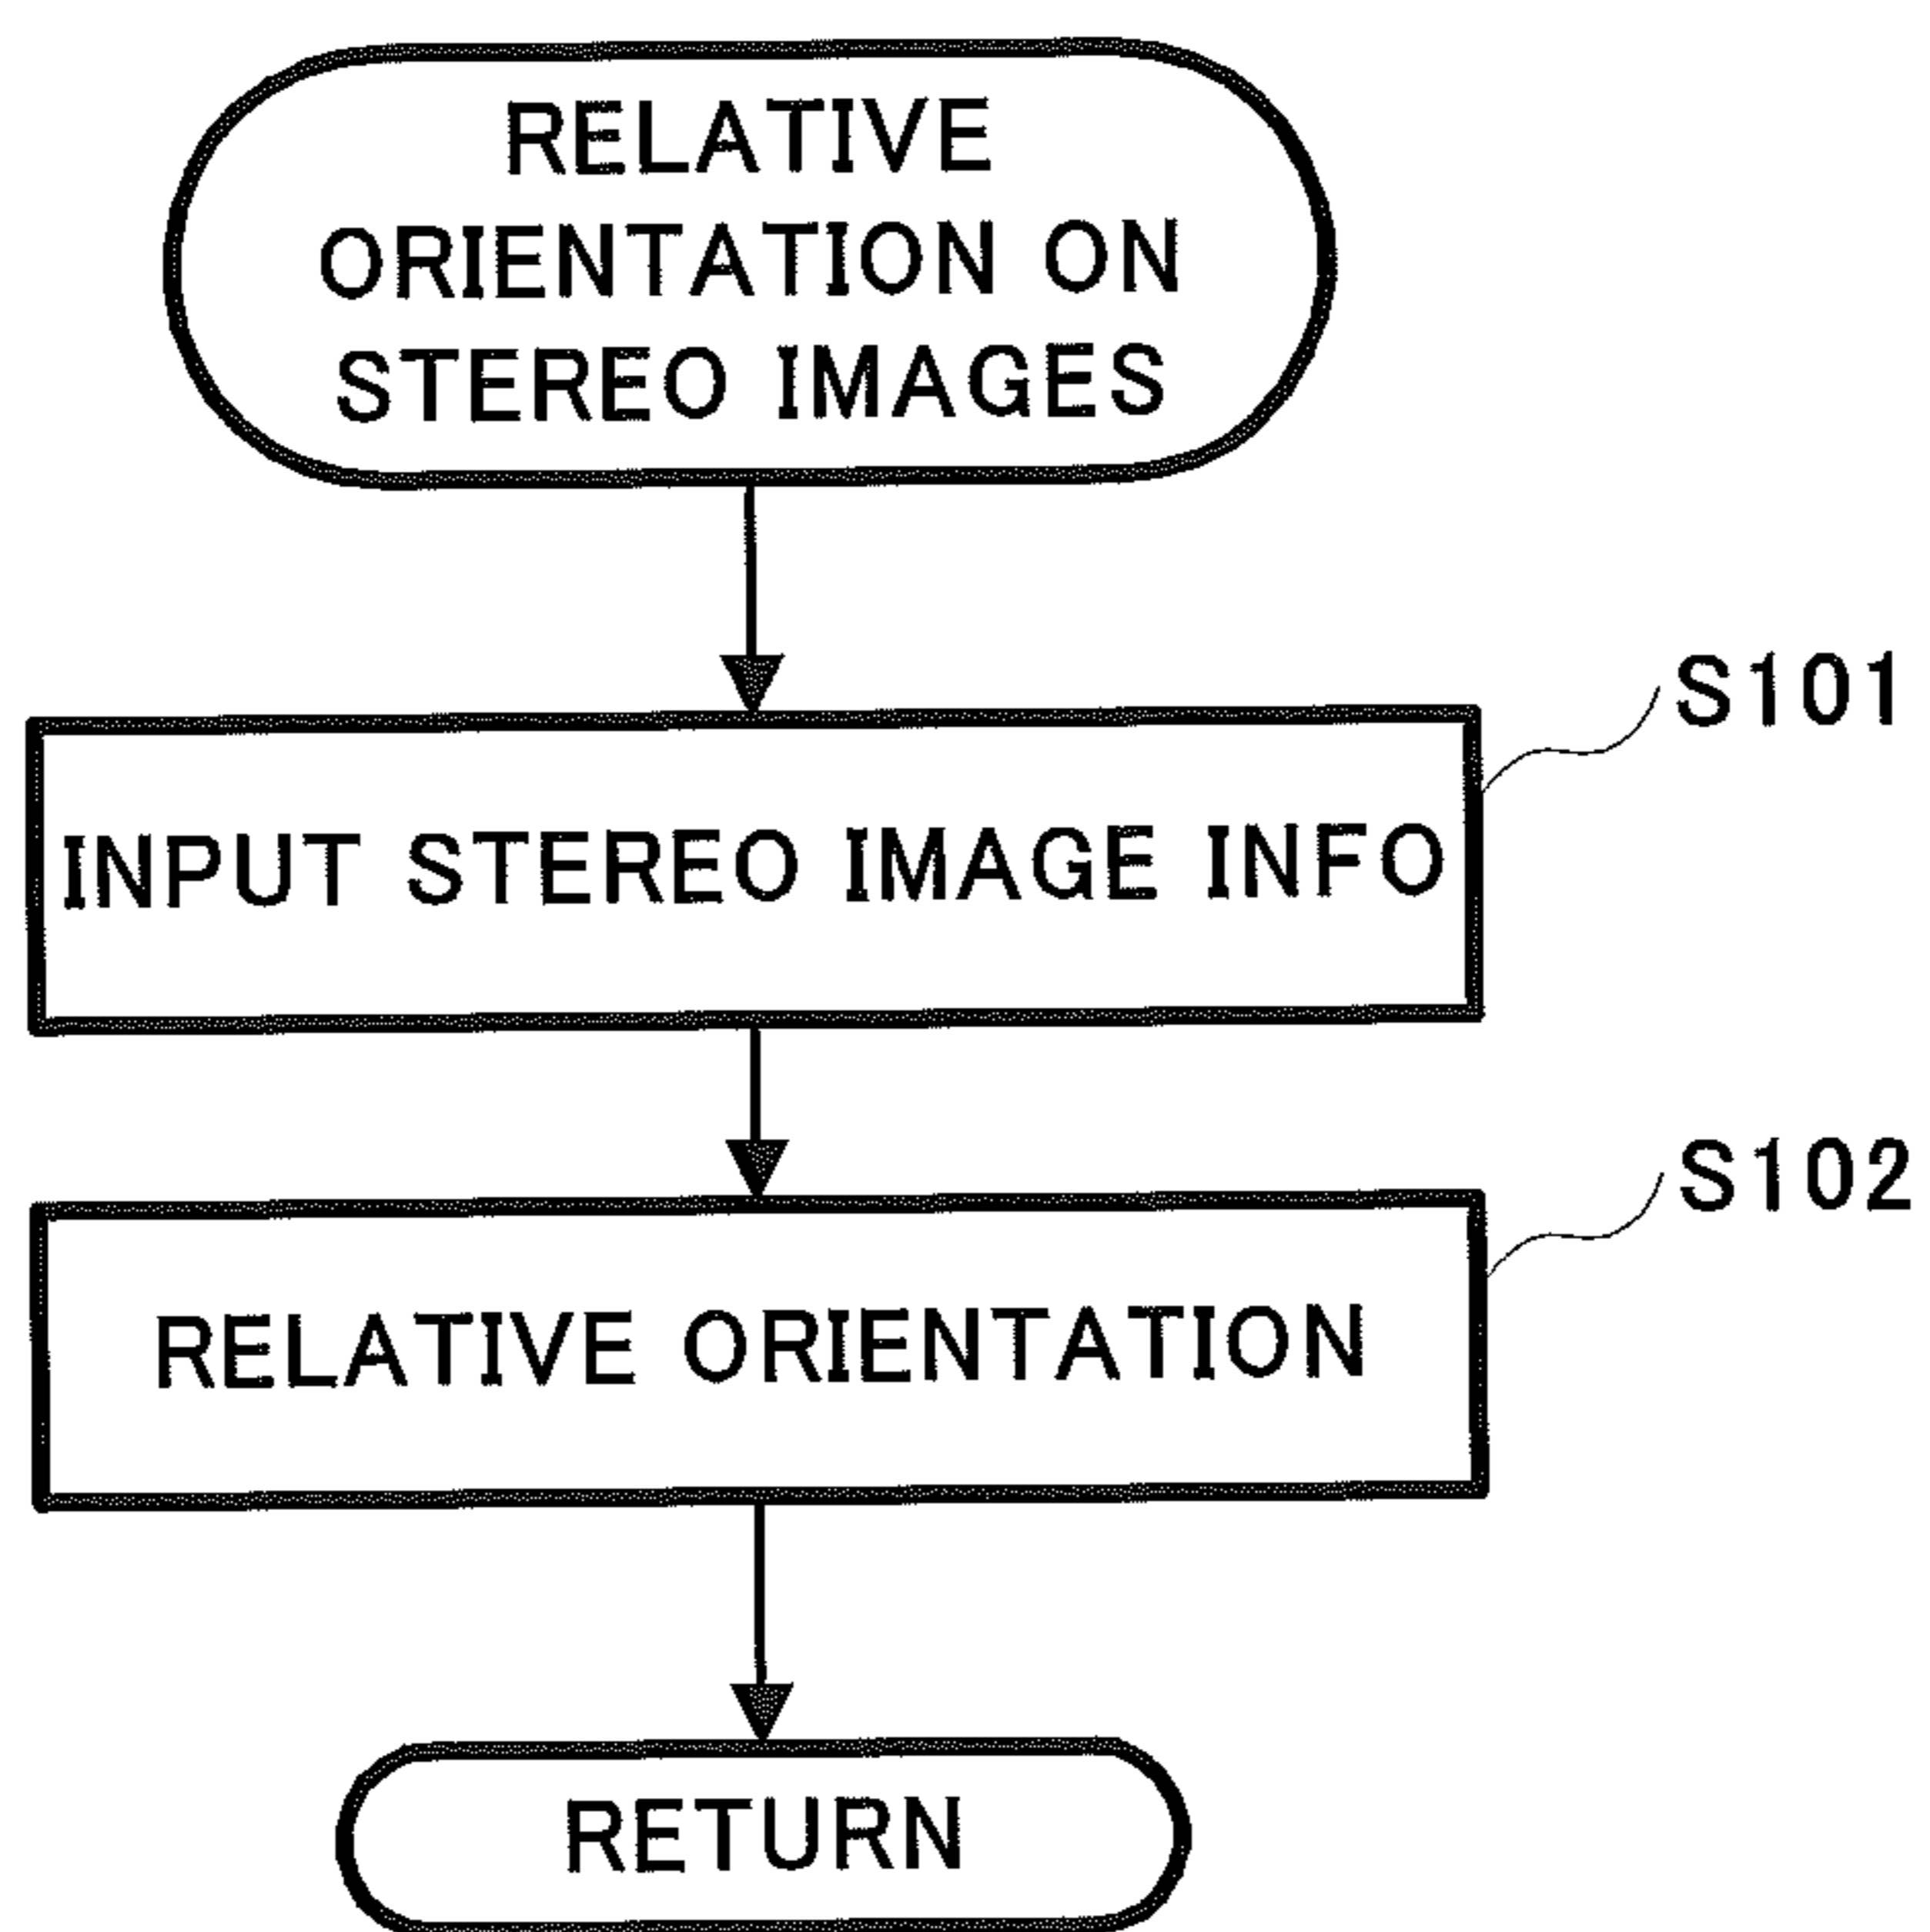 RELATIVE
ORIENTATION ON
STEREO IMAGES
S101
INPUT STEREO IMAGE INFO
S102
RELATIVE ORIENTATION
RETURN